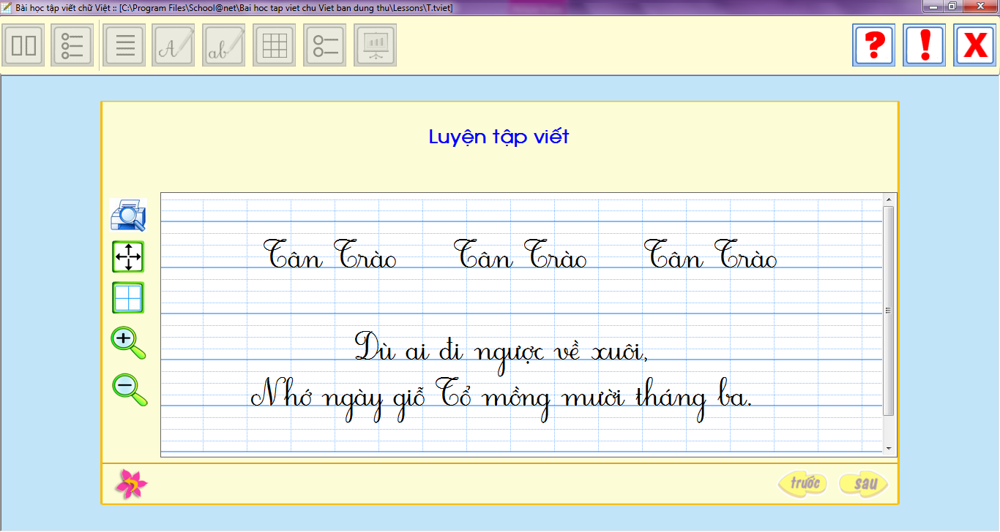 Bài học tập viết chữ Việt :: [C:\Program Files\School@net\Bai hoc tap viet chu Viet ban dung thu\Lessons\T.tviet]
A ab ? ! X
Luyện tập viết
Tân Trào Tân Trào Tân Trào
Dù ai đi ngược về xuôi,
Nhớ ngày giỗ Tổ mồng mười tháng ba.
trước sau